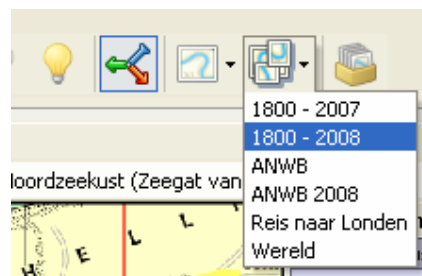 1800 - 2007
1800 - 2008
ANWB
ANWB 2008
Reis naar Londen
Wereld
loordzeekust (Zeegat van
H E L L